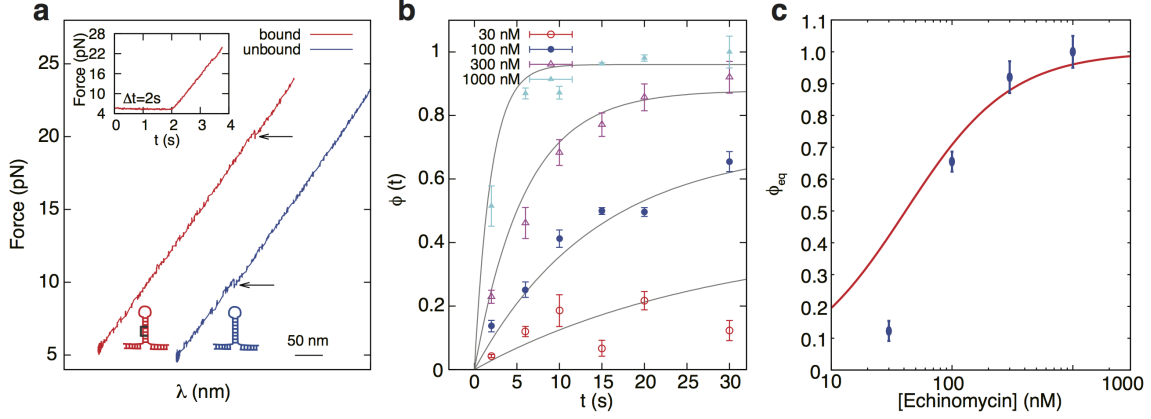 a
bound
unbound
Force (pN)
28
22
16
10
4
Δt=2s
0 1 2 3 4
t (s)
Force (pN)
25
20
15
10
5
50 nm
λ (nm)
b
30 nM
100 nM
300 nM
1000 nM
ϕ (t)
1
0.8
0.6
0.4
0.2
0
0 5 10 15 20 25 30
t (s)
c
ϕeq
1.1
1.0
0.9
0.8
0.7
0.6
0.5
0.4
0.3
0.2
0.1
0
10 100 1000
[Echinomycin] (nM)